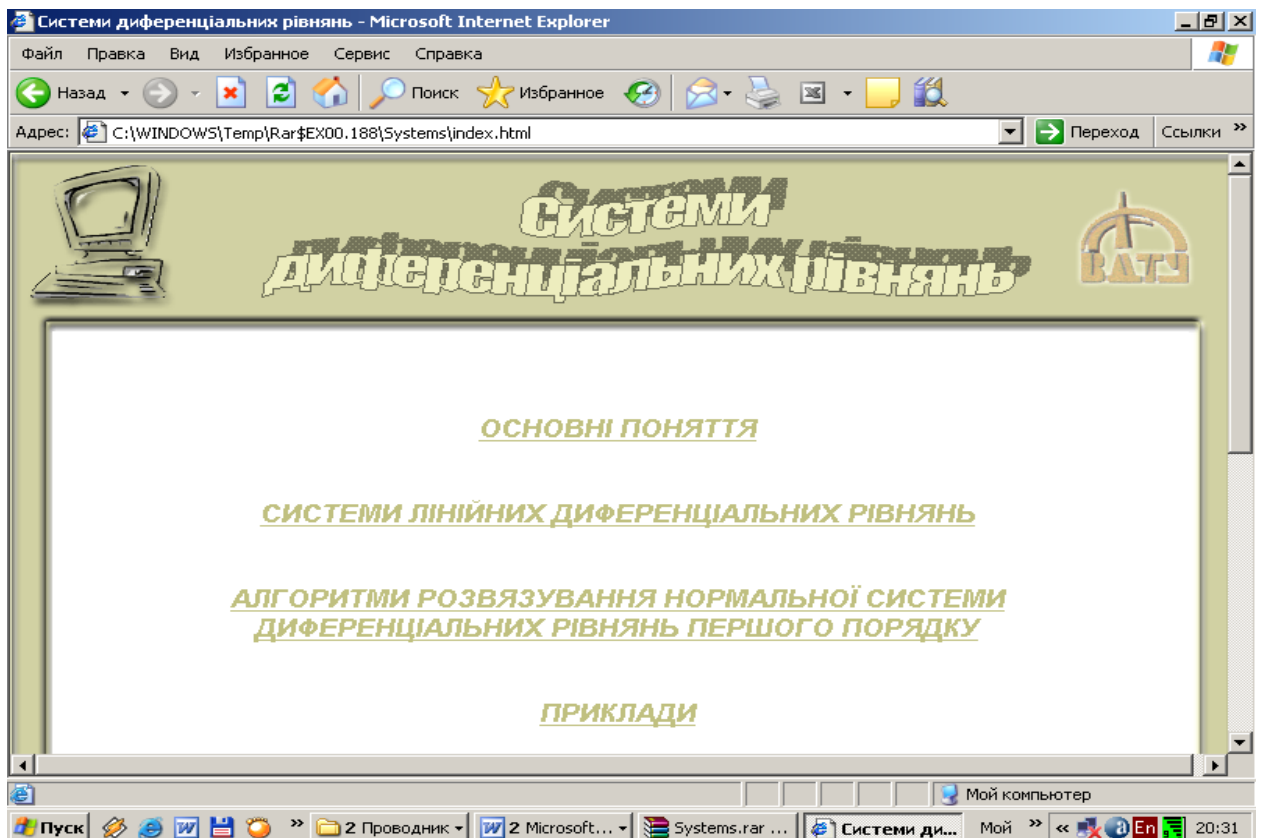 Системи диференціальних рівнянь - Microsoft Internet Explorer
Файл Правка Вид Избранное Сервис Справка
Назад Поиск Избранное
Адрес: C:\WINDOWS\Temp\Rar$EX00.188\Systems\index.html Переход Ссылки »
Системи
диференціальних рівнянь
ВДТУ
ОСНОВНІ ПОНЯТТЯ
СИСТЕМИ ЛІНІЙНИХ ДИФЕРЕНЦІАЛЬНИХ РІВНЯНЬ
АЛГОРИТМИ РОЗВЯЗУВАННЯ НОРМАЛЬНОЇ СИСТЕМИ
ДИФЕРЕНЦІАЛЬНИХ РІВНЯНЬ ПЕРШОГО ПОРЯДКУ
ПРИКЛАДИ
Мой компьютер
Пуск » 2 Проводник 2 Microsoft... Systems.rar ... Системи ди... Мой » « En 20:31